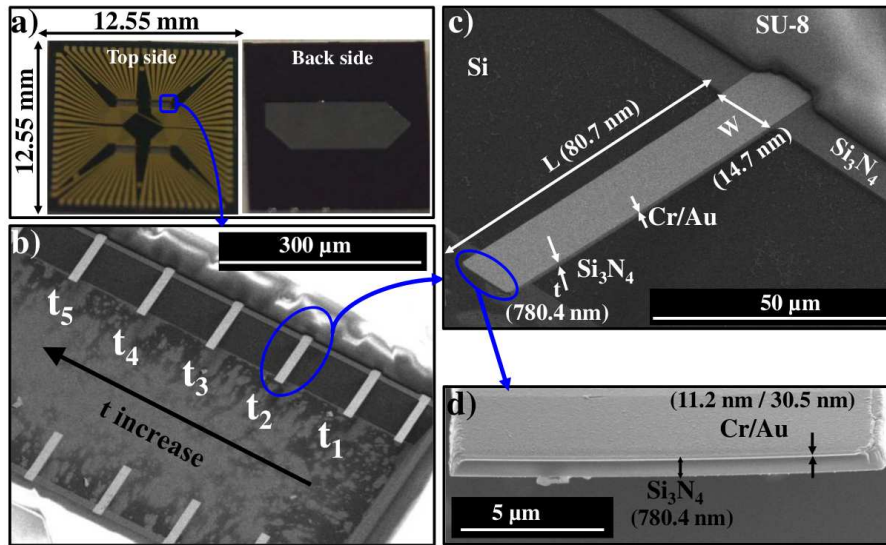 a)
12.55 mm
12.55 mm
Top side
Back side
b)
300 µm
t5
t4
t3
t2
t1
t increase
c)
SU-8
Si
L (80.7 nm)
W
(14.7 nm)
Si3N4
Cr/Au
Si3N4
t
(780.4 nm)
50 µm
d)
(11.2 nm / 30.5 nm)
Cr/Au
Si3N4
(780.4 nm)
5 µm